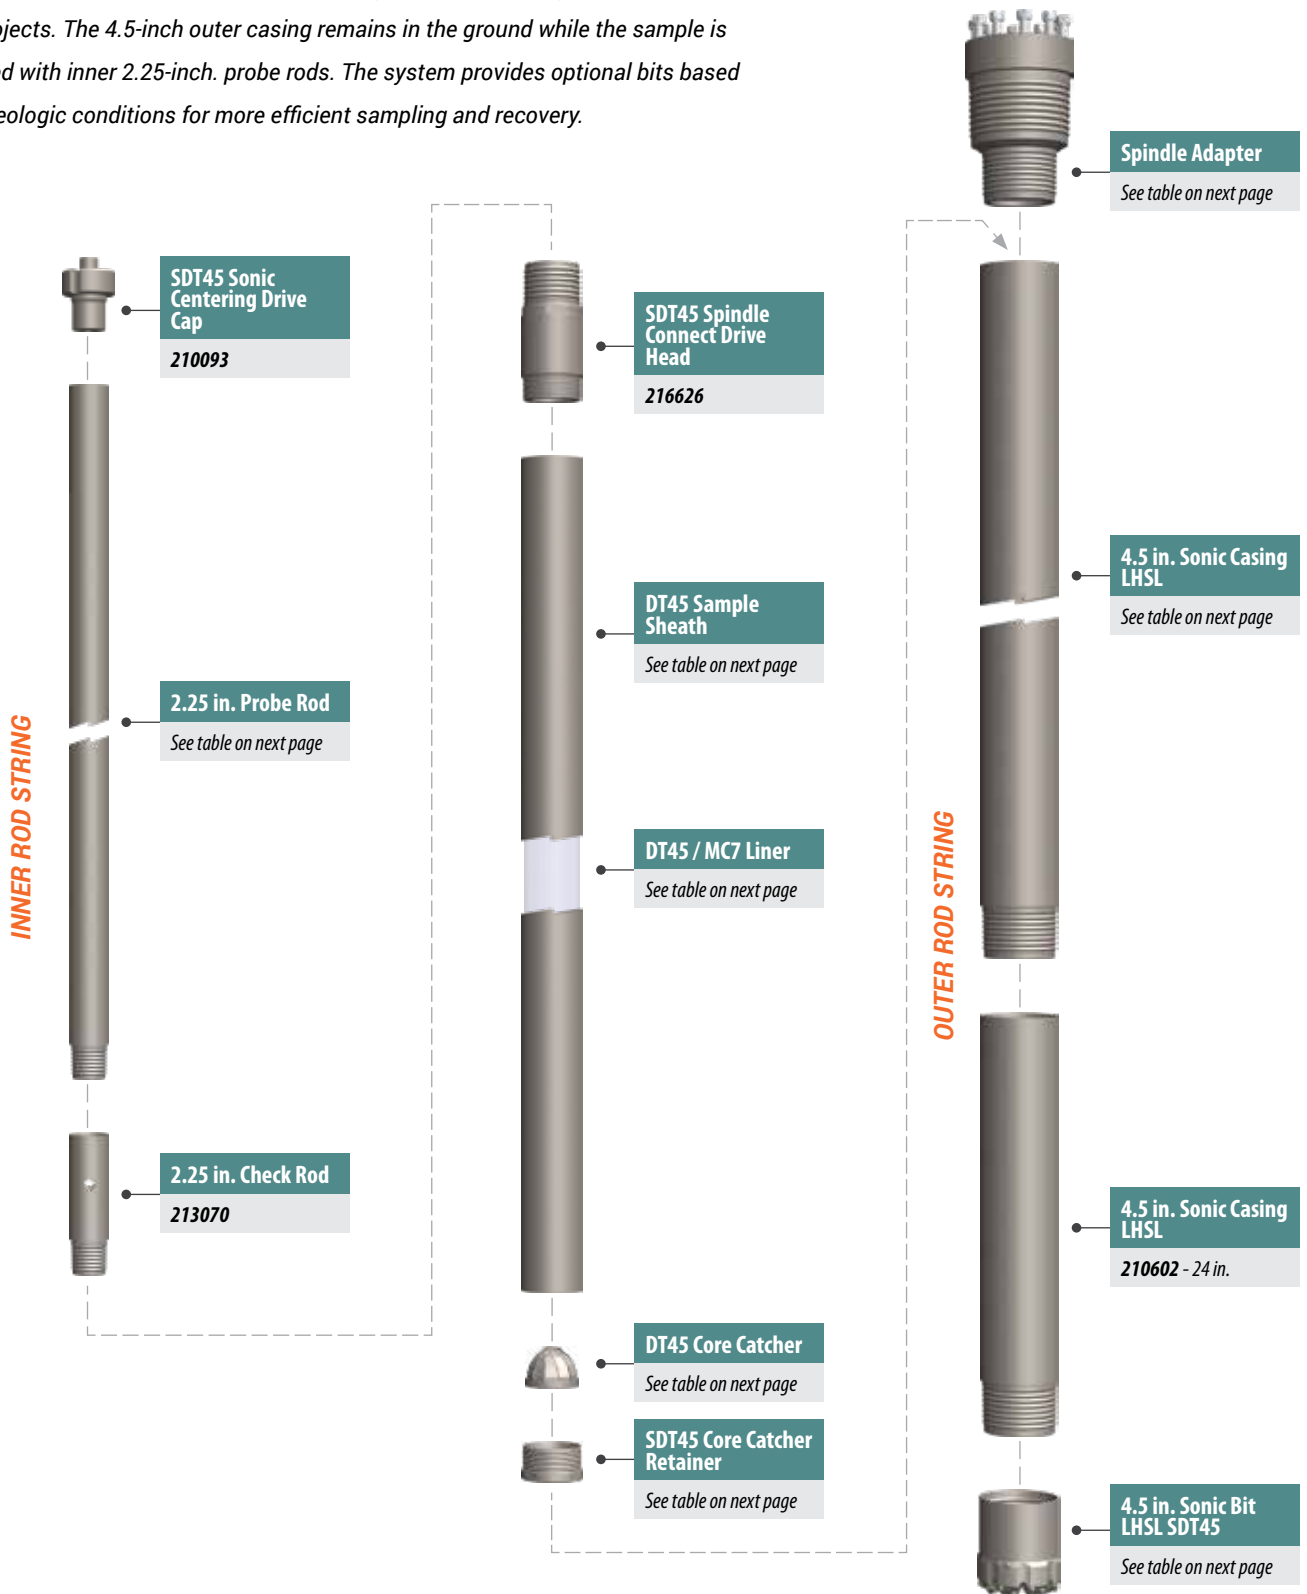 ojects. The 4.5-inch outer casing remains in the ground while the sample is
ed with inner 2.25-inch. probe rods. The system provides optional bits based
eologic conditions for more efficient sampling and recovery.
INNER ROD STRING
SDT45 Sonic
Centering Drive
Cap
210093
2.25 in. Probe Rod
See table on next page
2.25 in. Check Rod
213070
SDT45 Spindle
Connect Drive
Head
216626
DT45 Sample
Sheath
See table on next page
DT45 / MC7 Liner
See table on next page
DT45 Core Catcher
See table on next page
SDT45 Core Catcher
Retainer
See table on next page
OUTER ROD STRING
Spindle Adapter
See table on next page
4.5 in. Sonic Casing
LHSL
See table on next page
4.5 in. Sonic Casing
LHSL
210602 - 24 in.
4.5 in. Sonic Bit
LHSL SDT45
See table on next page